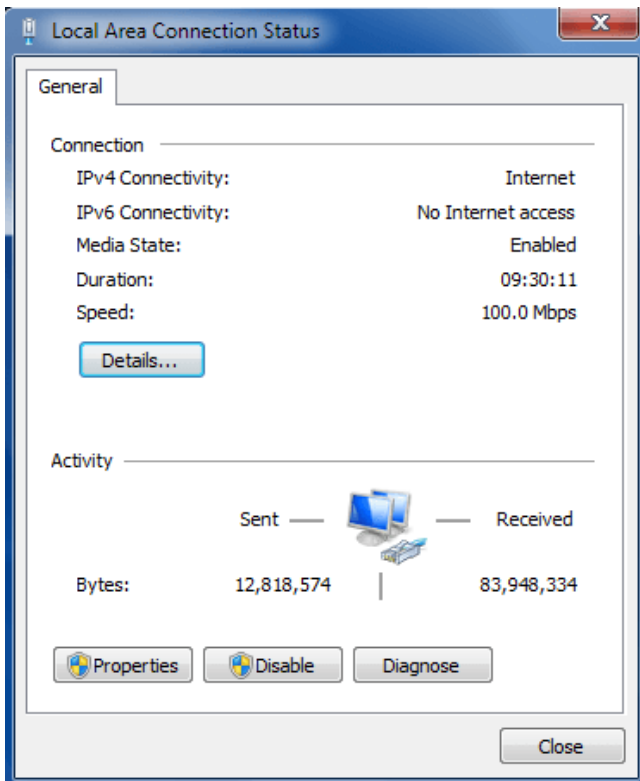 Local Area Connection Status
General
Connection
IPv4 Connectivity: Internet
IPv6 Connectivity: No Internet access
Media State: Enabled
Duration: 09:30:11
Speed: 100.0 Mbps
Details...
Activity
Sent Received
Bytes: 12,818,574 83,948,334
Properties Disable Diagnose
Close